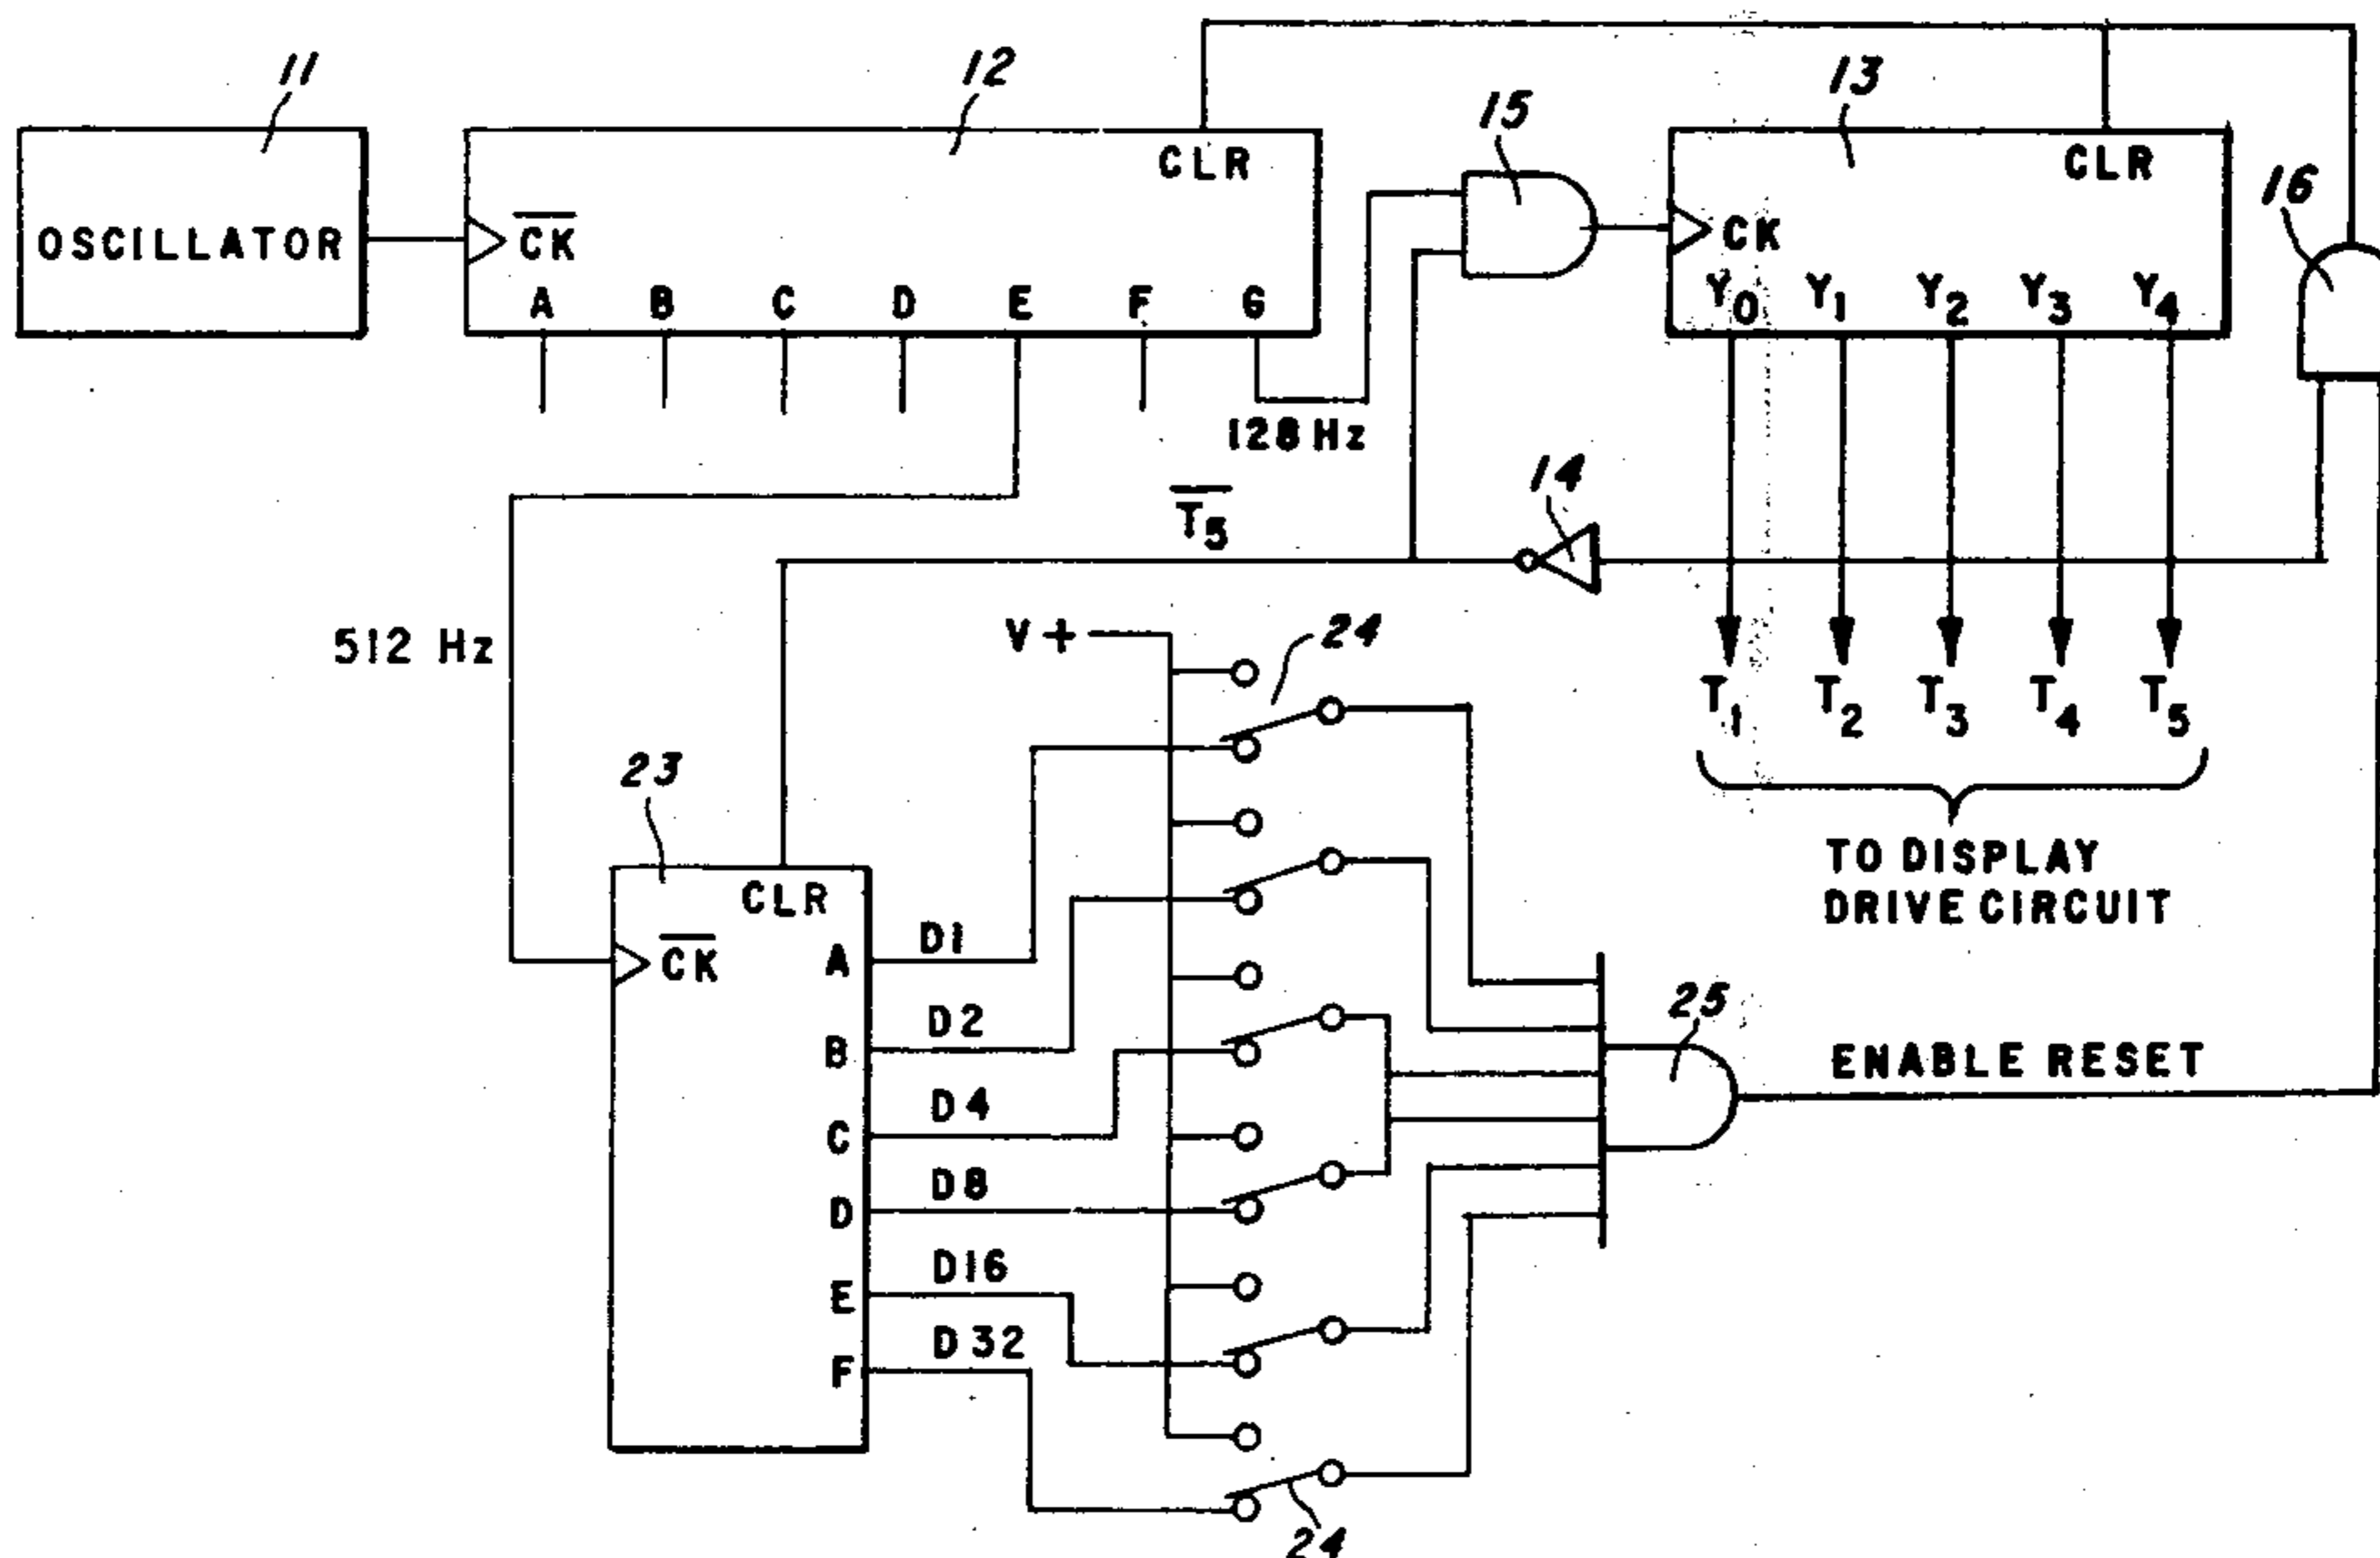 11
12
15
13
16
OSCILLATOR
CK
CLR
A B C D E F G
CK
CLR
Y0 Y1 Y2 Y3 Y4
128 Hz
14
T5
512 Hz
V+
24
T1 T2 T3 T4 T5
TO DISPLAY
DRIVE CIRCUIT
23
CLR
CK
A
B
C
D
E
F
D1
D2
D4
D8
D16
D32
25
ENABLE RESET
24